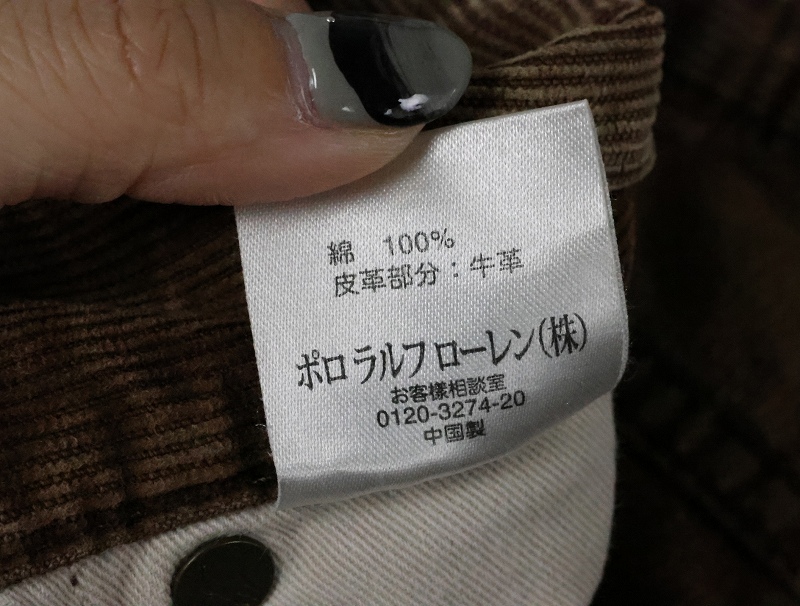 綿　100%
皮革部分：牛革
ポロ ラルフ ローレン(株)
お客様相談室
0120-3274-20
中国製